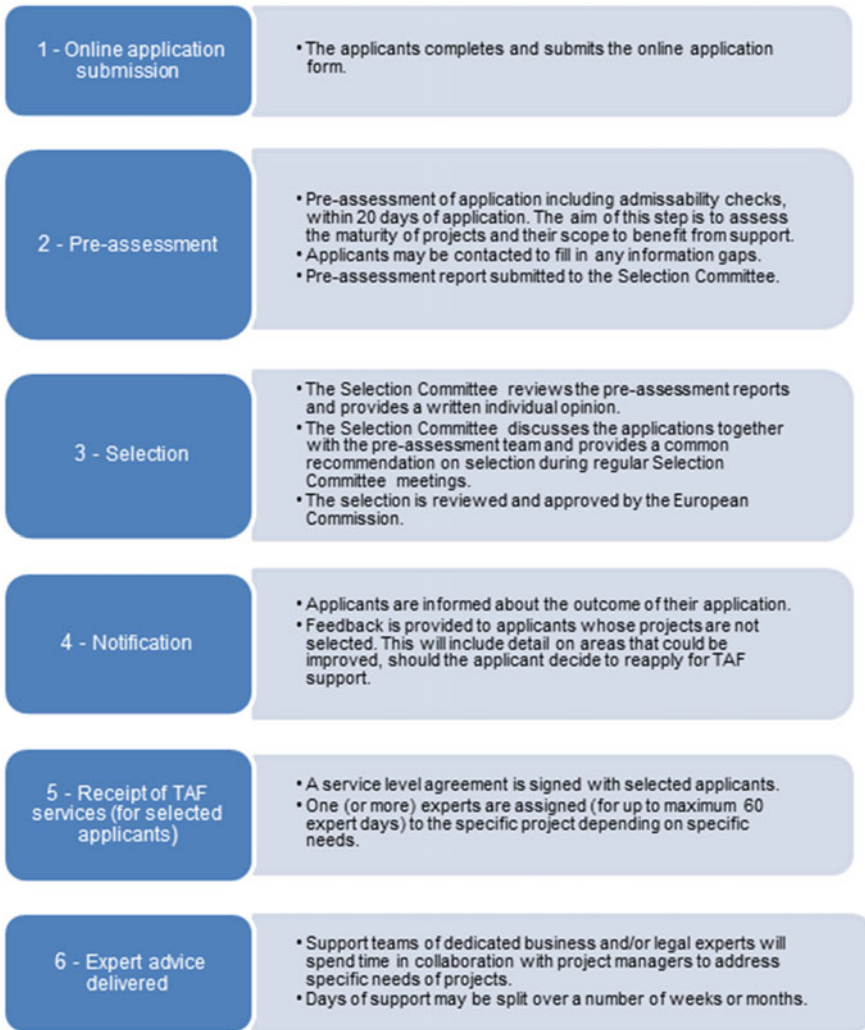 1 - Online application
submission
• The applicants completes and submits the online application
form.
2 - Pre-assessment
• Pre-assessment of application including admissability checks,
within 20 days of application. The aim of this step is to assess
the maturity of projects and their scope to benefit from support.
• Applicants may be contacted to fill in any information gaps.
• Pre-assessment report submitted to the Selection Committee.
3 - Selection
• The Selection Committee reviews the pre-assessment reports
and provides a written individual opinion.
• The Selection Committee discusses the applications together
with the pre-assessment team and provides a common
recommendation on selection during regular Selection
Committee meetings.
• The selection is reviewed and approved by the European
Commission.
4 - Notification
• Applicants are informed about the outcome of their application.
• Feedback is provided to applicants whose projects are not
selected. This will include detail on areas that could be
improved, should the applicant decide to reapply for TAF
support.
5 - Receipt of TAF
services (for selected
applicants)
• A service level agreement is signed with selected applicants.
• One (or more) experts are assigned (for up to maximum 60
expert days) to the specific project depending on specific
needs.
6 - Expert advice
delivered
• Support teams of dedicated business and/or legal experts will
spend time in collaboration with project managers to address
specific needs of projects.
• Days of support may be split over a number of weeks or months.